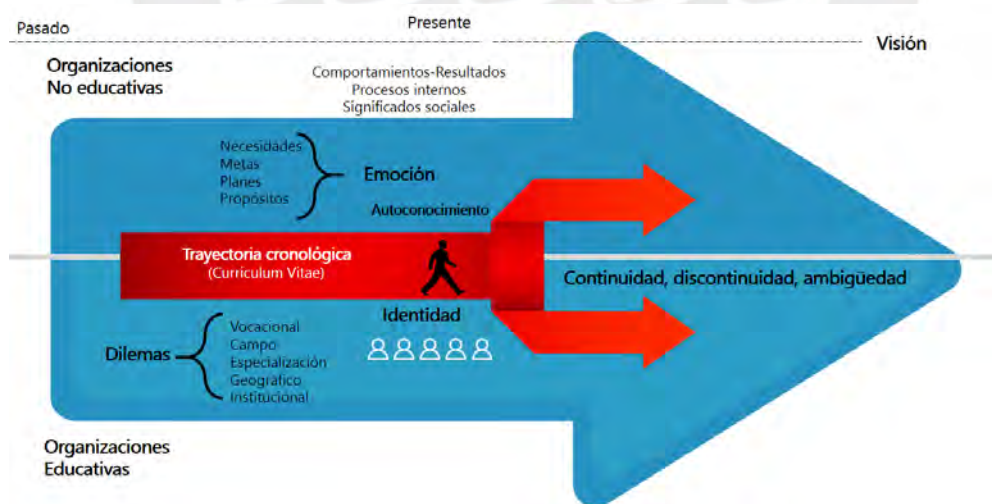 Pasado
Presente
Visión
Organizaciones
No educativas
Comportamientos-Resultados
Procesos internos
Significados sociales
Necesidades
Metas
Planes
Propósitos
Emoción
Autoconocimiento
Trayectoria cronológica
(Curriculum Vitae)
Continuidad, discontinuidad, ambigüedad
Identidad
Dilemas
Vocacional
Campo
Especialización
Geográfico
Institucional
Organizaciones
Educativas